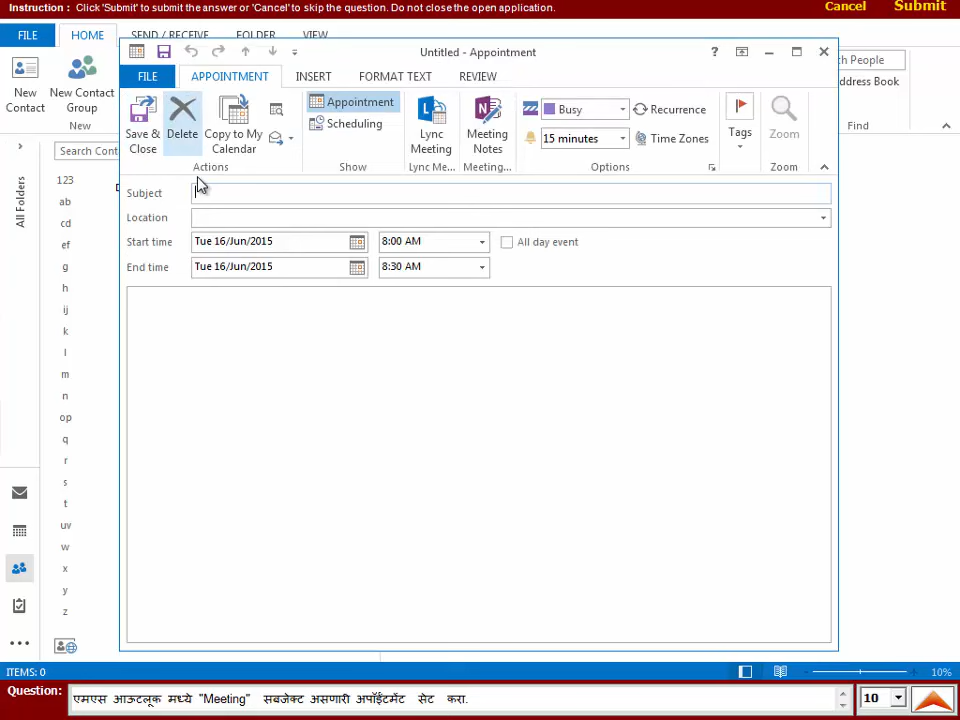 Instruction : Click 'Submit' to submit the answer or 'Cancel' to skip the question. Do not close the open application. Cancel Submit
FILE HOME SEND / RECEIVE FOLDER VIEW
Untitled - Appointment ?
FILE APPOINTMENT INSERT FORMAT TEXT REVIEW
New Contact
New Contact Group
New
Save & Close
Delete
Copy to My Calendar
Actions
Appointment
Scheduling
Show
Lync Meeting
Lync Me...
Meeting Notes
Meeting...
Busy Recurrence
15 minutes Time Zones
Options
Tags
Zoom
Zoom
ch People
ddress Book
Find
Search Cont
All Folders
123
ab
cd
ef
g
h
ij
k
l
m
n
op
q
r
s
t
uv
w
x
y
z
Subject
Location
Start time Tue 16/Jun/2015 8:00 AM All day event
End time Tue 16/Jun/2015 8:30 AM
ITEMS: 0 10%
Question: एमएस आऊटलूक मध्ये "Meeting" सबजेक्ट असणारी अपॉईंटमेंट सेट करा. 10